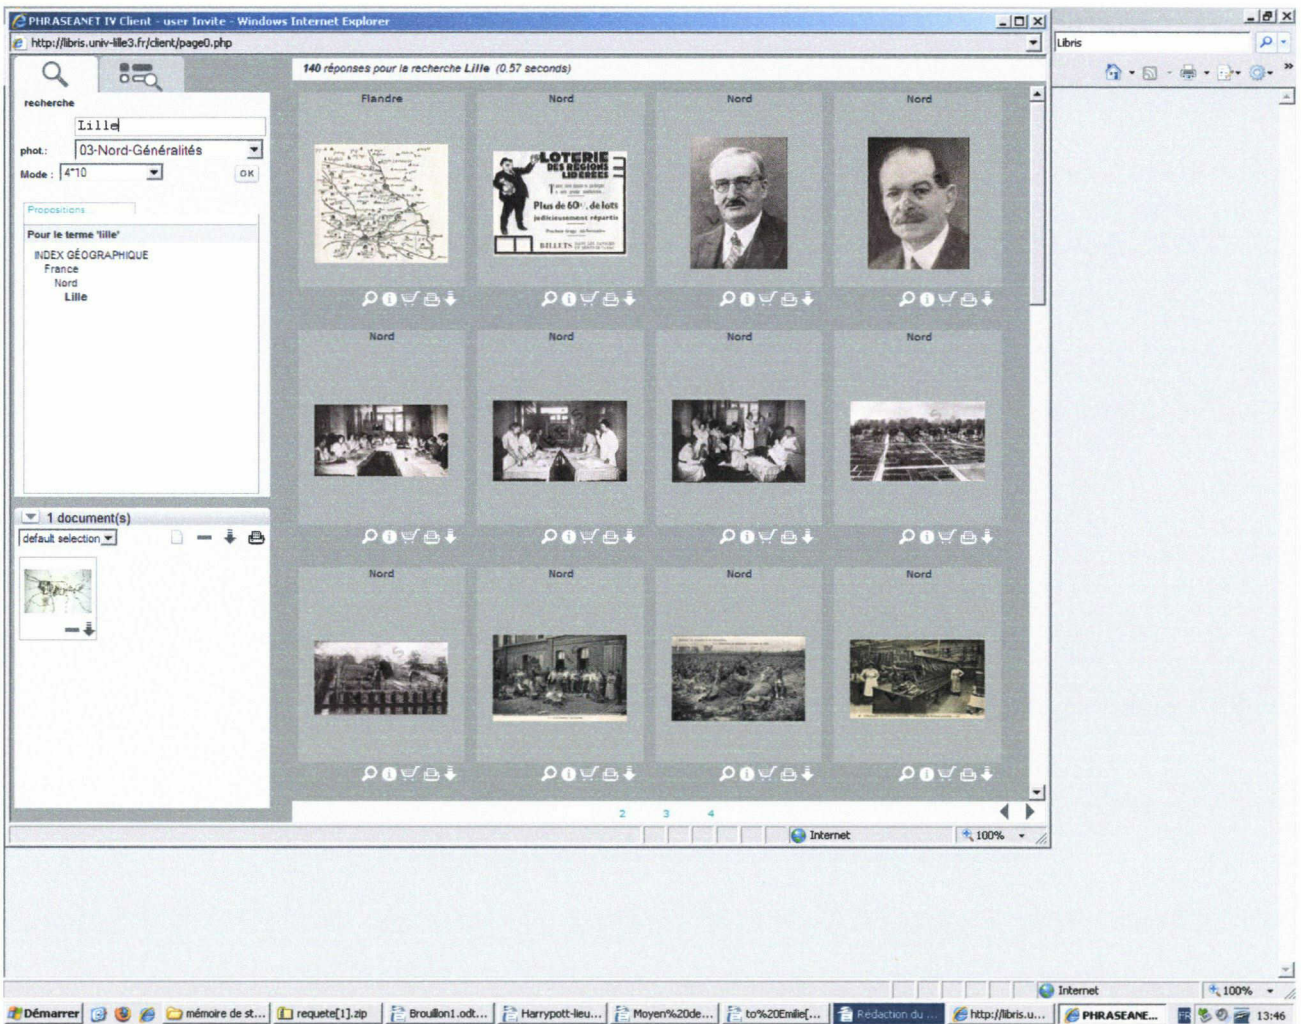 PHRASEANET IV Client - user Invite - Windows Internet Explorer
http://libris.univ-lille3.fr/client/page0.php
Libris
140 réponses pour la recherche Lille (0.57 seconds)
recherche
Lille
phot.: 03-Nord-Généralités
Mode : 4*10
OK
Propositions
Pour le terme 'lille'
INDEX GÉOGRAPHIQUE
France
Nord
Lille
1 document(s)
default selection
Flandre Nord Nord Nord
LOTERIE
DES RÉGIONS
LIBÉRÉES
Plus de 60%, de lots
judicieusement répartis
BILLETS
Nord Nord Nord Nord
Nord Nord Nord Nord
2 3 4
Internet 100%
Internet 100%
Démarrer mémoire de st... requete[1].zip Brouillon1.odt... Harrypott-lieu... Moyen%20de... to%20Emilie[... Rédaction du ... http://libris.u... PHRASEANE... FR 13:46